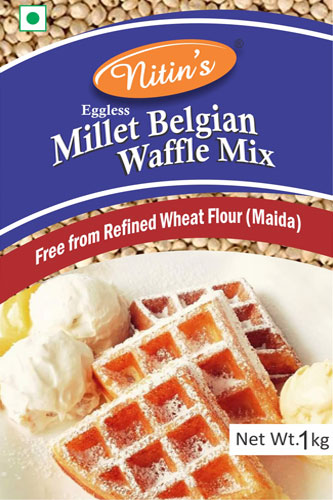 Nitin's
Eggless
Millet Belgian
Waffle Mix
Free from Refined Wheat Flour (Maida)
Net Wt.1kg